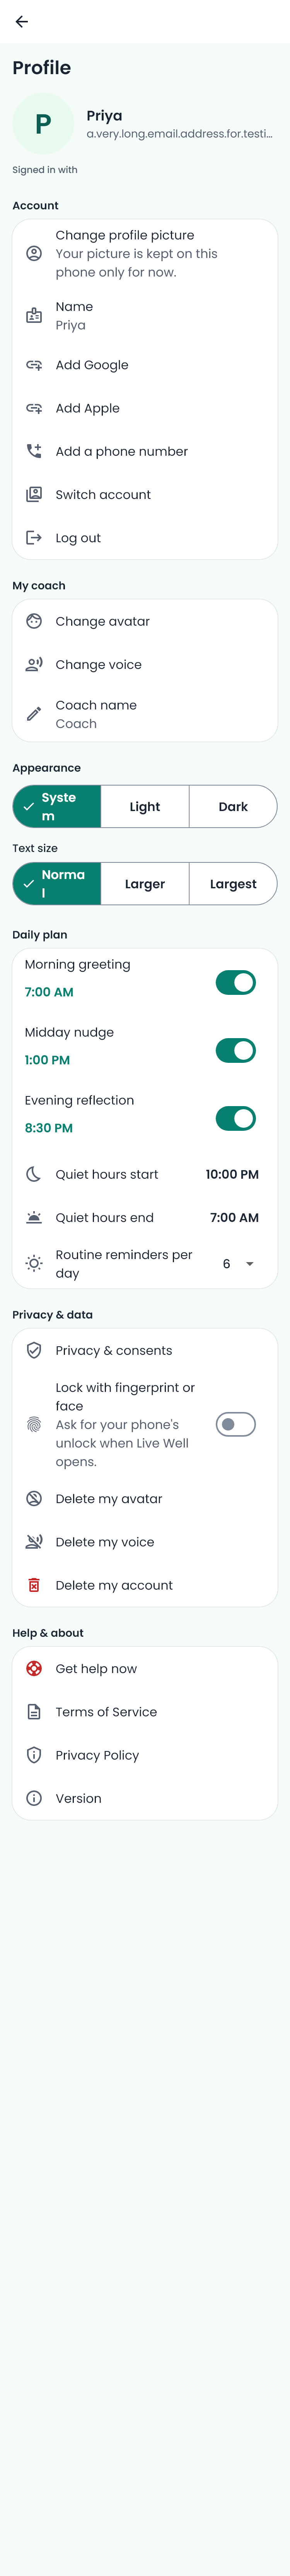 Profile
P
Priya
a.very.long.email.address.for.testi...
Signed in with
Account
Change profile picture
Your picture is kept on this
phone only for now.
Name
Priya
Add Google
Add Apple
Add a phone number
Switch account
Log out
My coach
Change avatar
Change voice
Coach name
Coach
Appearance
Syste
m
Light
Dark
Text size
Norma
l
Larger
Largest
Daily plan
Morning greeting
7:00 AM
Midday nudge
1:00 PM
Evening reflection
8:30 PM
Quiet hours start
10:00 PM
Quiet hours end
7:00 AM
Routine reminders per
day
6
Privacy & data
Privacy & consents
Lock with fingerprint or
face
Ask for your phone's
unlock when Live Well
opens.
Delete my avatar
Delete my voice
Delete my account
Help & about
Get help now
Terms of Service
Privacy Policy
Version